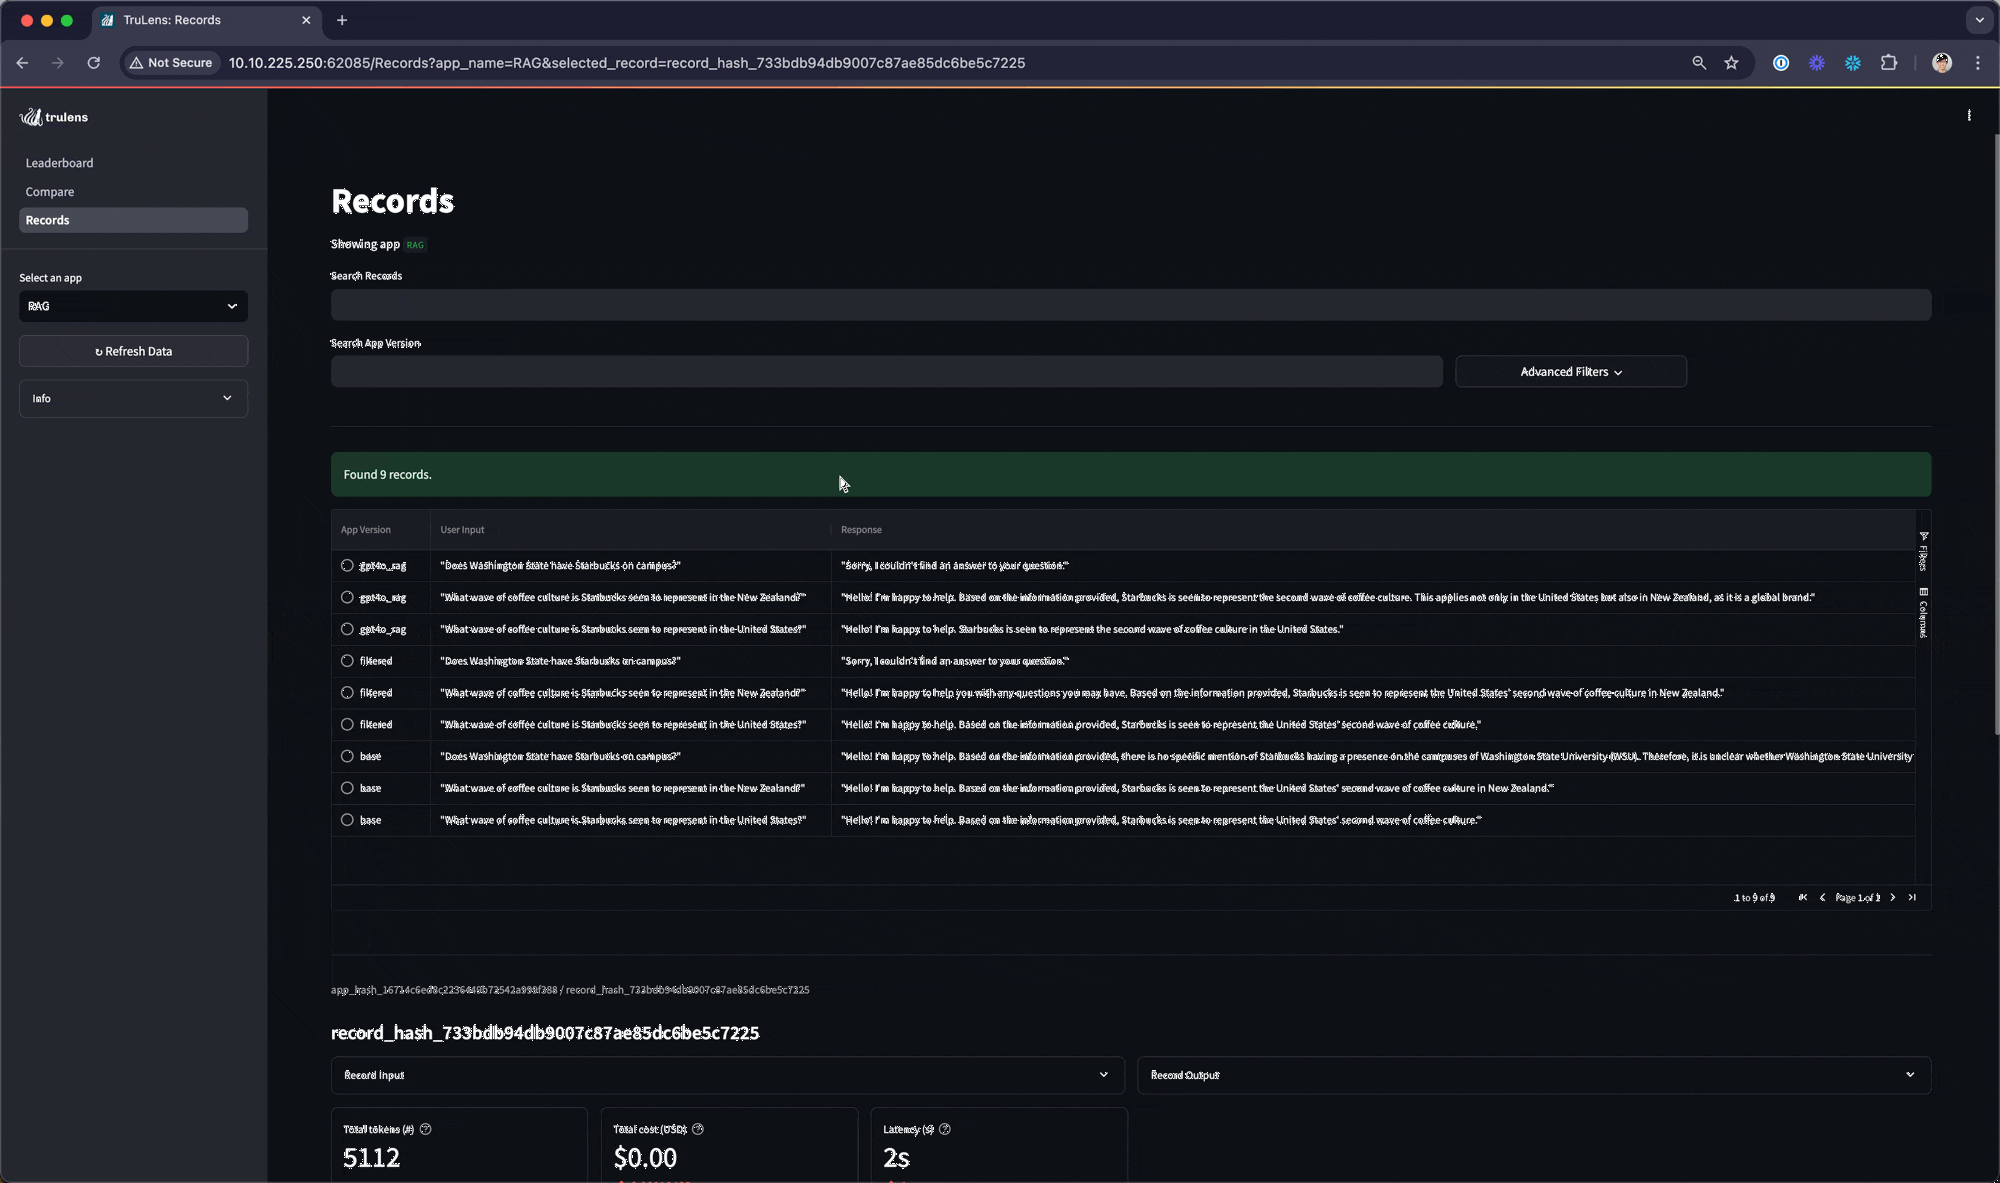 TruLens: Records
Not Secure
10.10.225.250:62085/Records?app_name=RAG&selected_record=record_hash_733bdb94db9007c87ae85dc6be5c7225
trulens
Leaderboard
Compare
Records
Select an app
RAG
↻ Refresh Data
Info
Records
Showing app RAG
Search Records
Search App Version
Advanced Filters
Found 9 records.
App Version User Input Response
gpt4o_rag "Does Washington State have Starbucks on campus?" "Sorry, I couldn't find an answer to your question."
gpt4o_rag "What wave of coffee culture is Starbucks seen to represent in the New Zealand?" "Hello! I'm happy to help. Based on the information provided, Starbucks is seen to represent the second wave of coffee culture. This applies not only in the United States but also in New Zealand, as it is a global brand."
gpt4o_rag "What wave of coffee culture is Starbucks seen to represent in the United States?" "Hello! I'm happy to help. Starbucks is seen to represent the second wave of coffee culture in the United States."
filtered "Does Washington State have Starbucks on campus?" "Sorry, I couldn't find an answer to your question."
filtered "What wave of coffee culture is Starbucks seen to represent in the New Zealand?" "Hello! I'm happy to help you with any questions you may have. Based on the information provided, Starbucks is seen to represent the United States' second wave of coffee culture in New Zealand."
filtered "What wave of coffee culture is Starbucks seen to represent in the United States?" "Hello! I'm happy to help. Based on the information provided, Starbucks is seen to represent the United States' second wave of coffee culture."
base "Does Washington State have Starbucks on campus?" "Hello! I'm happy to help. Based on the information provided, there is no specific mention of Starbucks having a presence on the campuses of Washington State University (WSU). Therefore, it is unclear whether Washington State University
base "What wave of coffee culture is Starbucks seen to represent in the New Zealand?" "Hello! I'm happy to help. Based on the information provided, Starbucks is seen to represent the United States' second wave of coffee culture in New Zealand."
base "What wave of coffee culture is Starbucks seen to represent in the United States?" "Hello! I'm happy to help. Based on the information provided, Starbucks is seen to represent the United States' second wave of coffee culture."
Filters
Columns
1 to 9 of 9 Page 1 of 1
/ record_hash_733bdb94db9007c87ae85dc6be5c7225
record_hash_733bdb94db9007c87ae85dc6be5c7225
Record Input
Record Output
Total tokens (#)
5112
Total cost (USD)
$0.00
Latency (s)
2s